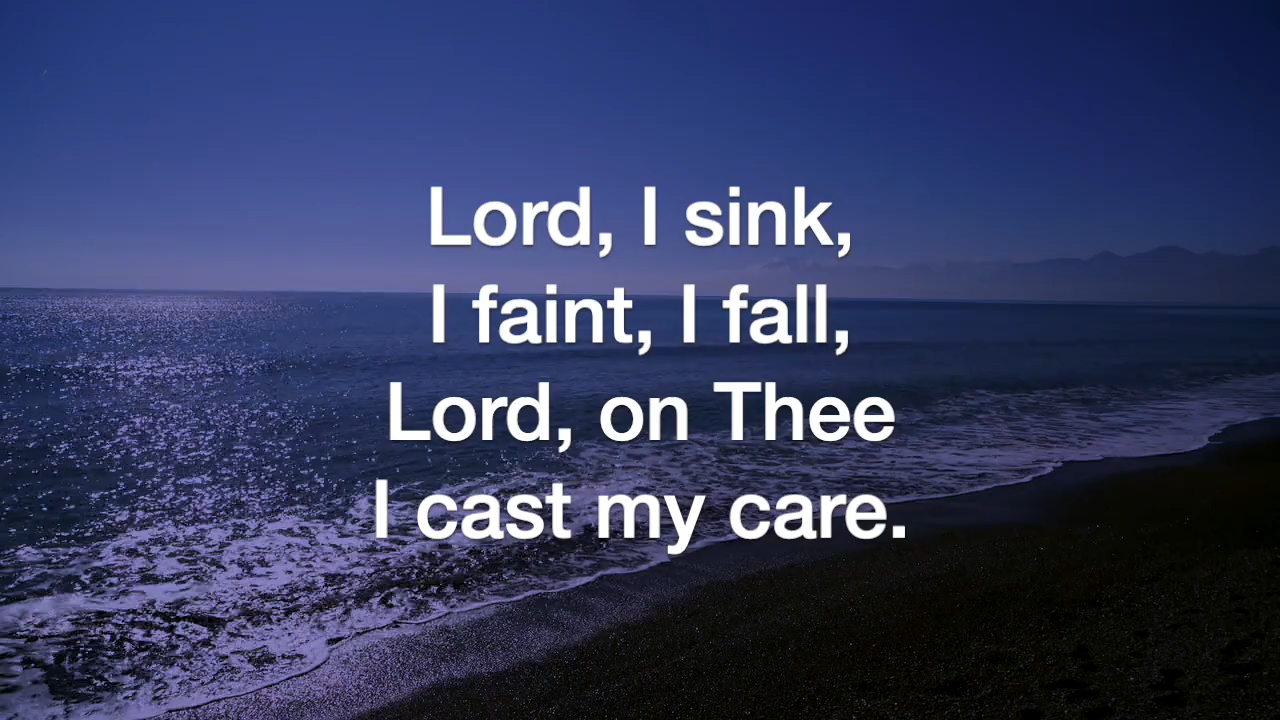 Lord, I sink,
I faint, I fall,
Lord, on Thee
I cast my care.